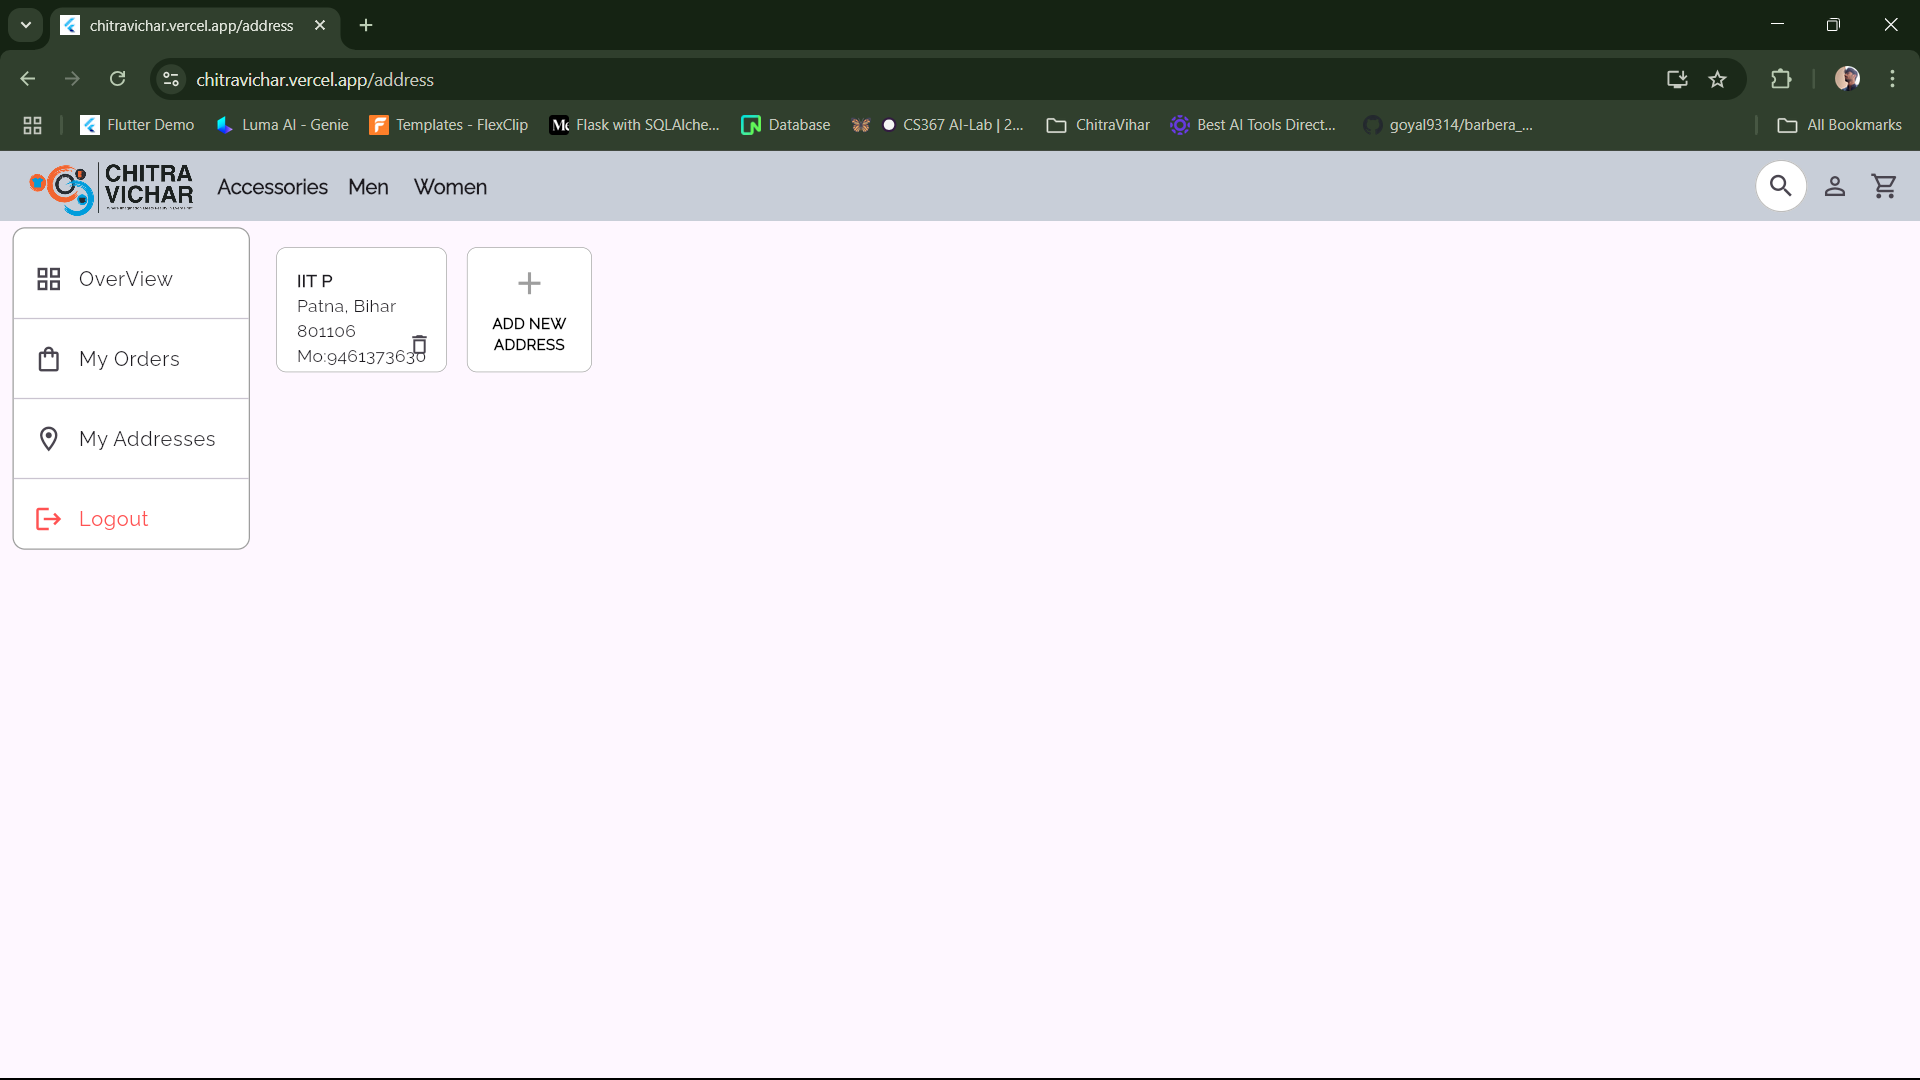 chitravichar.vercel.app/address
chitravichar.vercel.app/address
Flutter Demo
Luma AI - Genie
Templates - FlexClip
Flask with SQLAlche...
Database
CS367 AI-Lab | 2...
ChitraVihar
Best AI Tools Direct...
goyal9314/barbera_...
All Bookmarks
CHITRA
VICHAR
Accessories
Men
Women
OverView
My Orders
My Addresses
Logout
IIT P
Patna, Bihar
801106
Mo:9461373630
ADD NEW
ADDRESS